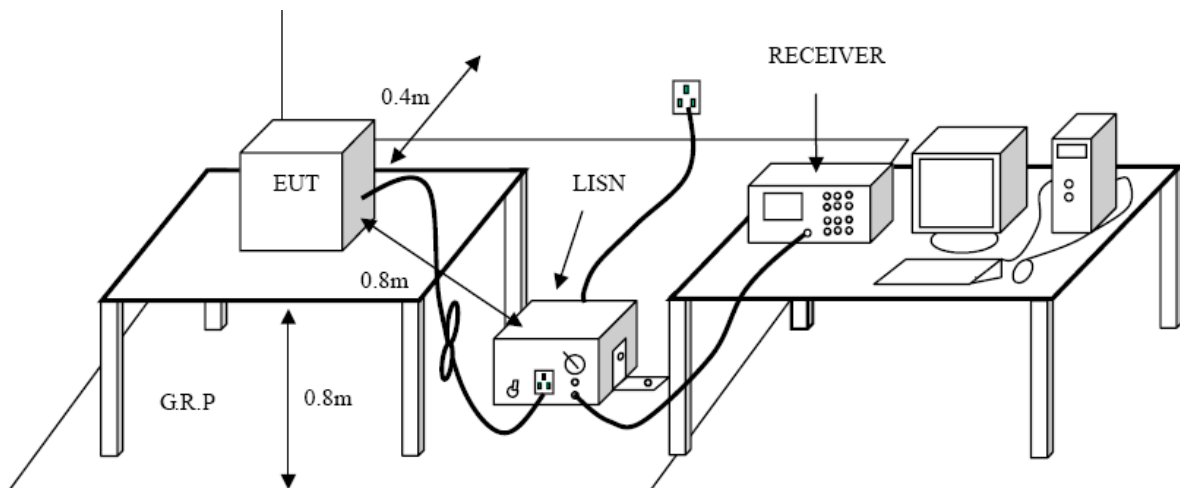 RECEIVER
0.4m
EUT
LISN
0.8m
G.R.P
0.8m